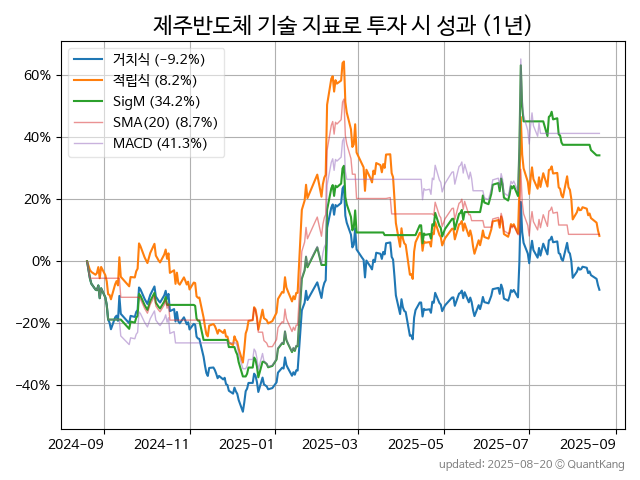 제주반도체 기술 지표로 투자 시 성과 (1년)
거치식 (-9.2%)
적립식 (8.2%)
SigM (34.2%)
SMA(20) (8.7%)
MACD (41.3%)
60%
40%
20%
0%
−20%
−40%
2024-09 2024-11 2025-01 2025-03 2025-05 2025-07 2025-09
updated: 2025-08-20 © QuantKang